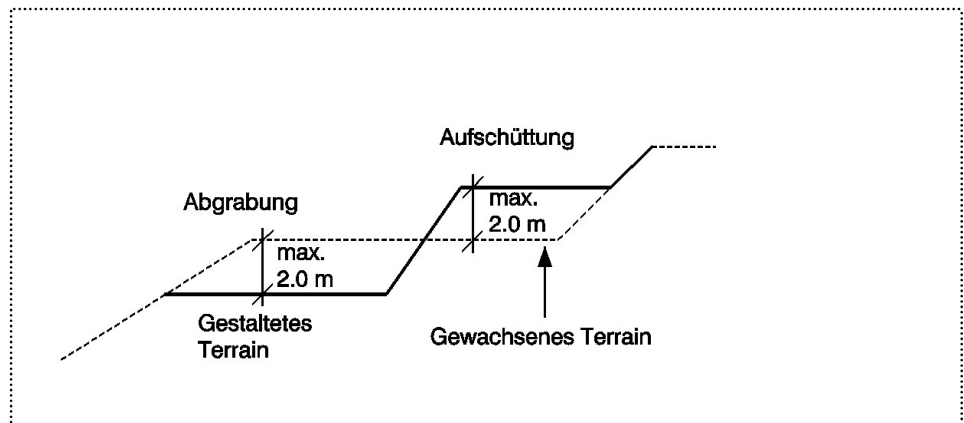 Aufschüttung
max.
2.0 m
Abgrabung
max.
2.0 m
Gestaltetes
Terrain
Gewachsenes Terrain